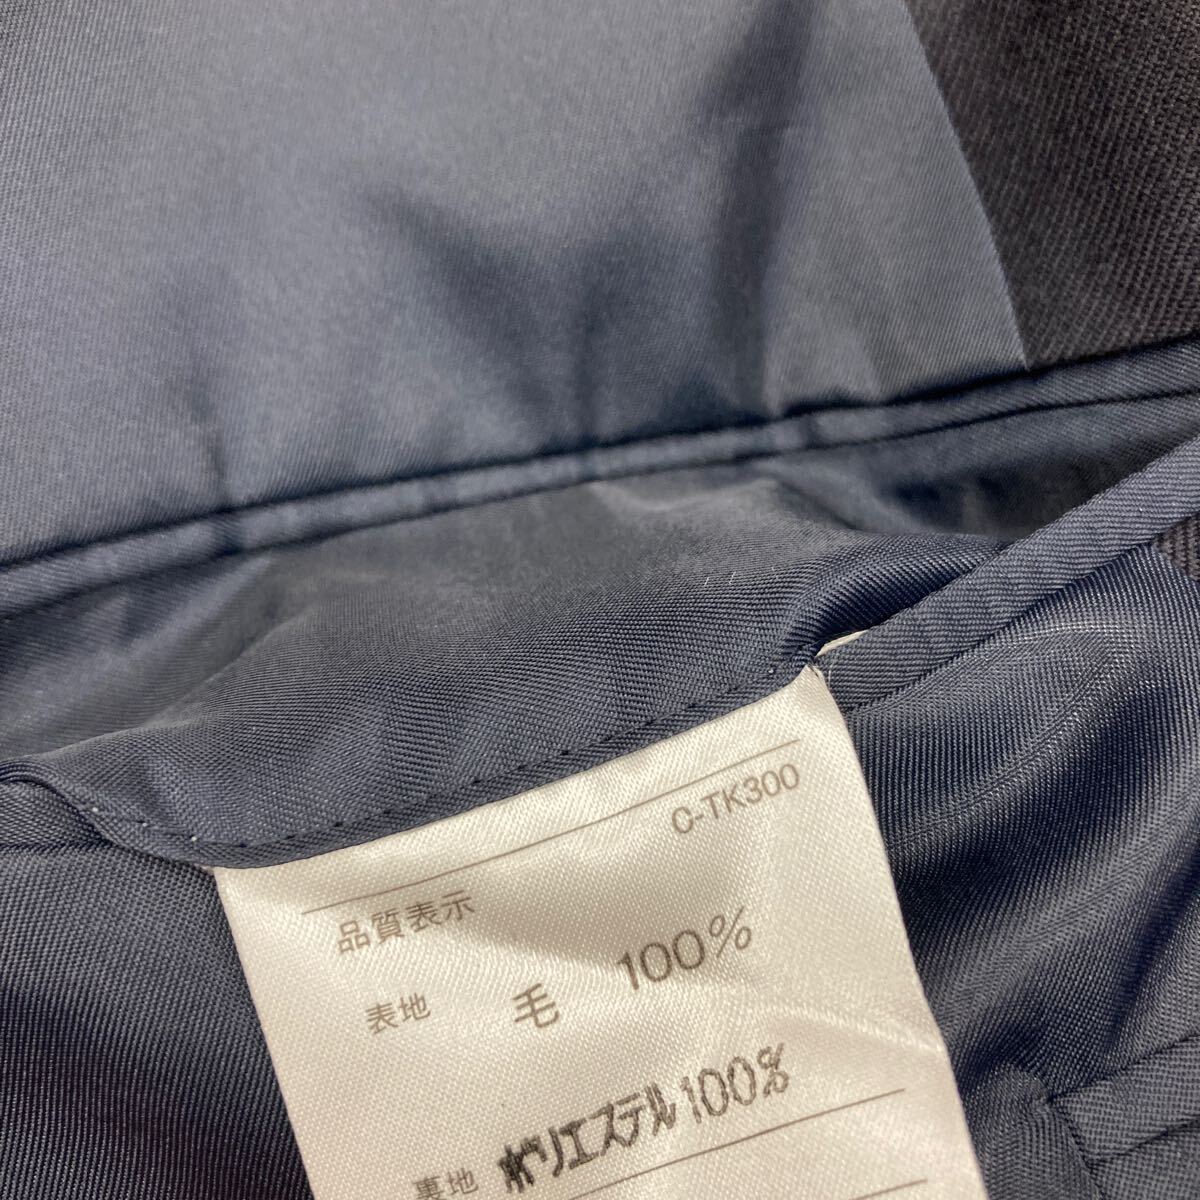 C-TK300
品質表示
表地 毛 100%
裏地 ポリエステル100%